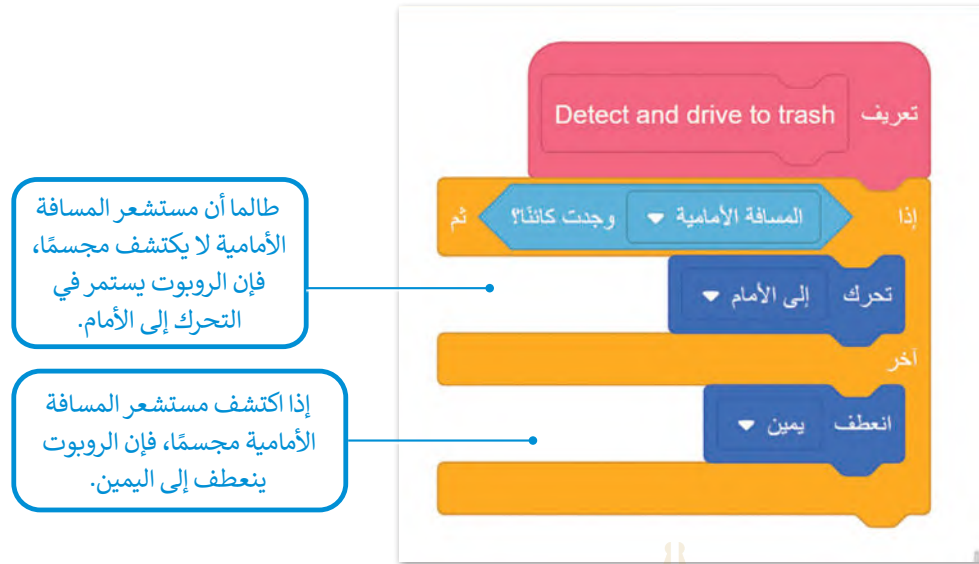 تعريف Detect and drive to trash
إذا المسافة الأمامية وجدت كائنًا؟ ثم
تحرك إلى الأمام
آخر
انعطف يمين
طالما أن مستشعر المسافة
الأمامية لا يكتشف مجسمًا،
فإن الروبوت يستمر في
التحرك إلى الأمام.
إذا اكتشف مستشعر المسافة
الأمامية مجسمًا، فإن الروبوت
ينعطف إلى اليمين.